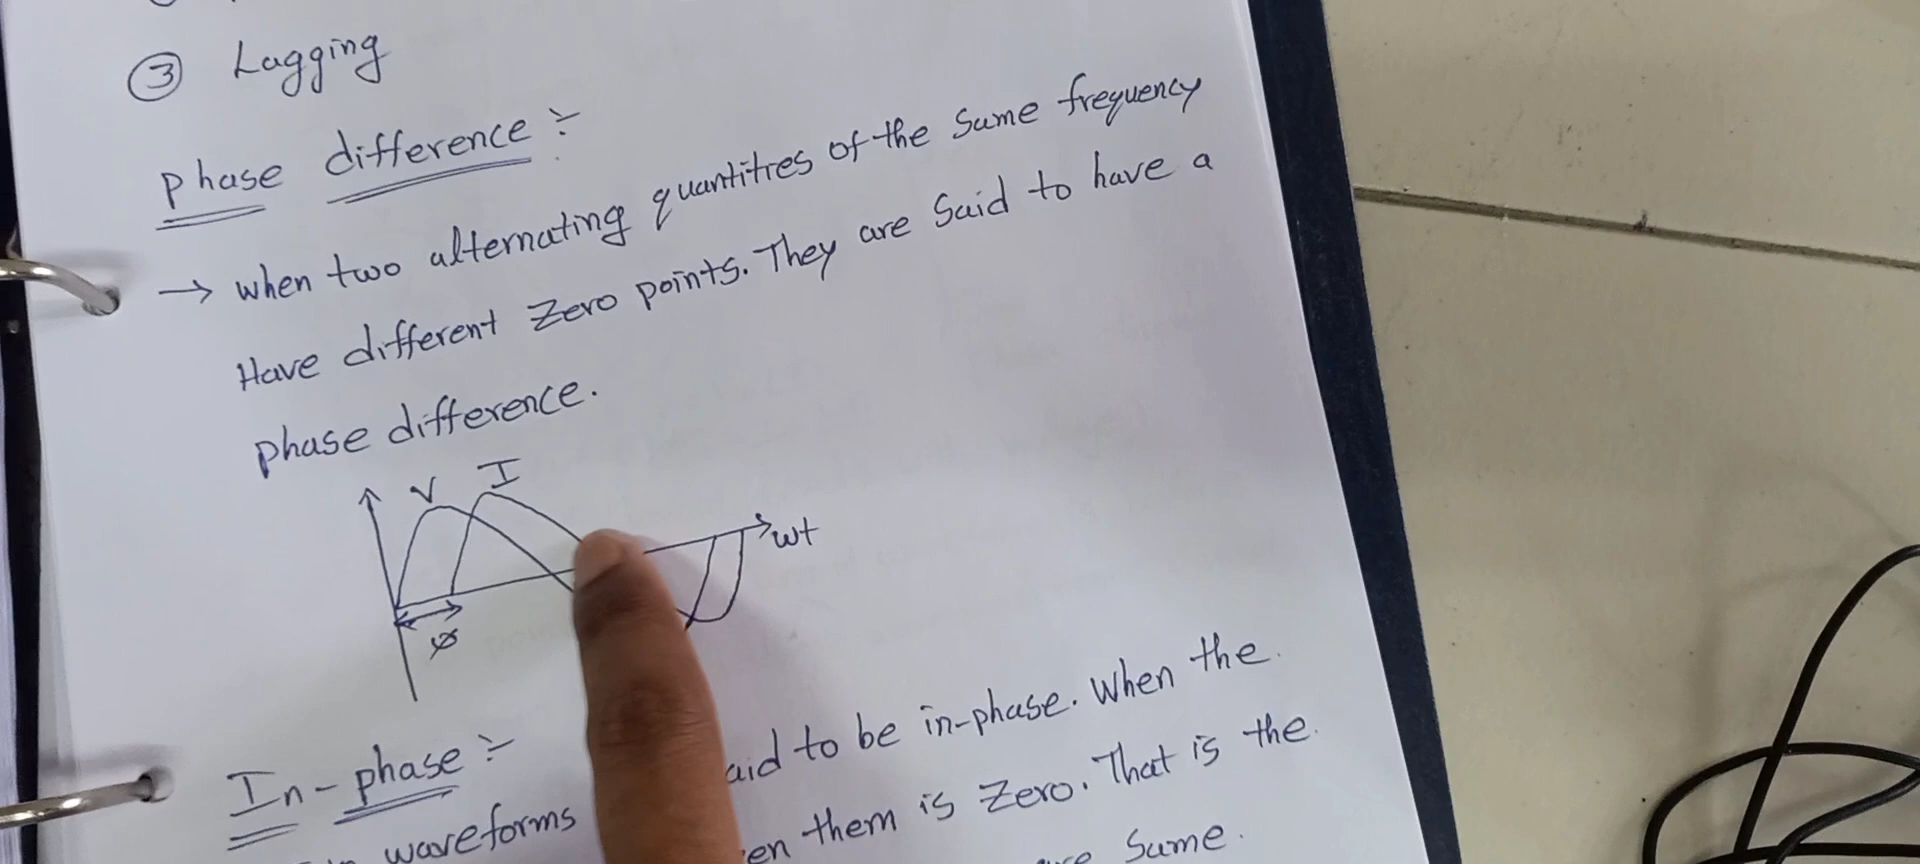 ③ Lagging
phase difference :-
→ when two alternating quantities of the same frequency
Have different Zero points. They are said to have a
phase difference.
V I
wt
ø
In-phase :-
aid to be in-phase. When the
waveforms en them is Zero. That is the
same.